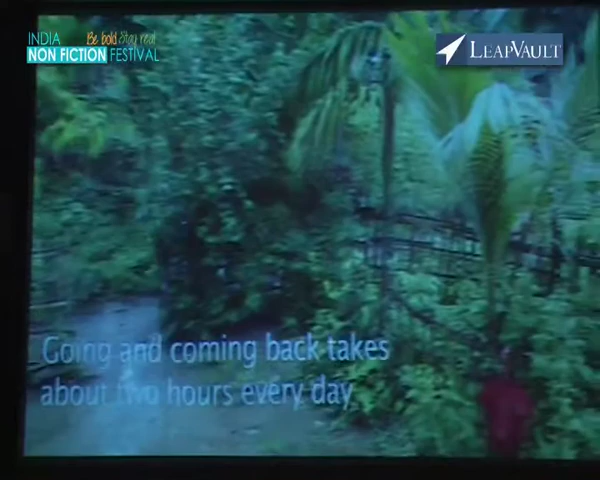 INDIA Be bold Stay real
NON FICTION FESTIVAL
LEAPVAULT
Going and coming back takes
about two hours every day